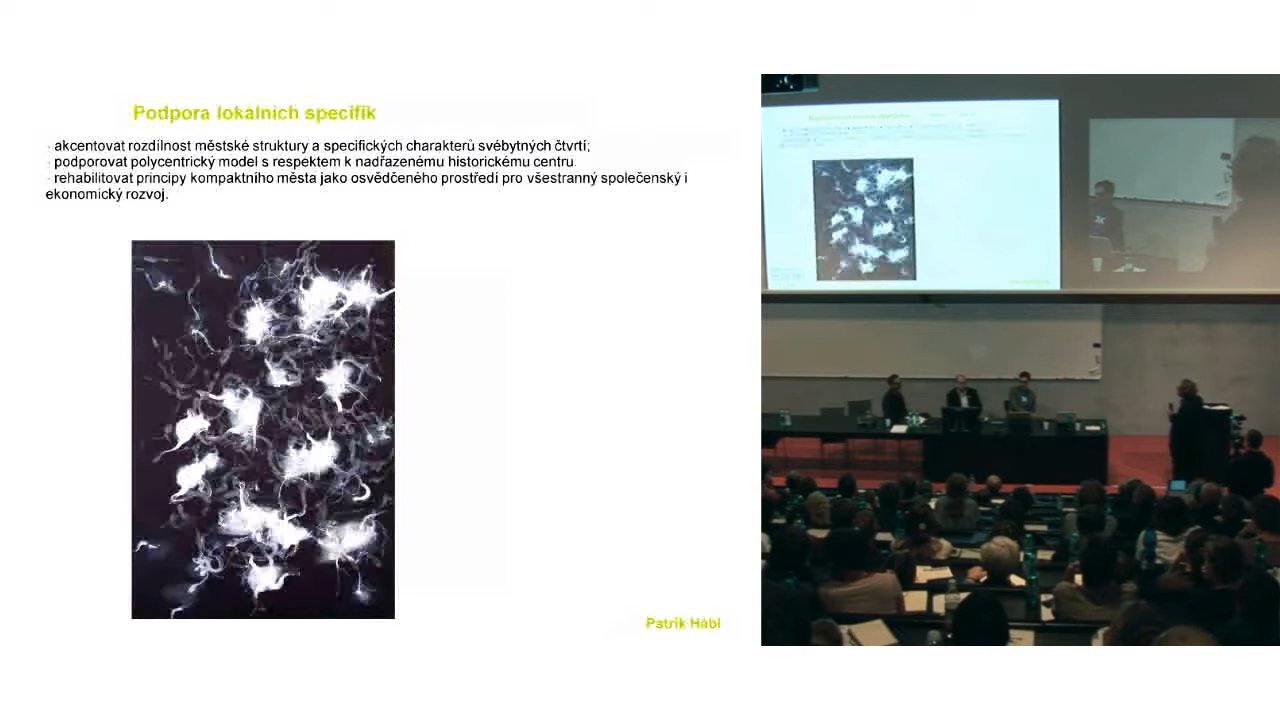 Podpora lokálních specifik
- akcentovat rozdílnost městské struktury a specifických charakterů svébytných čtvrtí;
- podporovat polycentrický model s respektem k nadřazenému historickému centru.
- rehabilitovat principy kompaktního města jako osvědčeného prostředí pro všestranný společenský i
ekonomický rozvoj.
Patrik Hábl